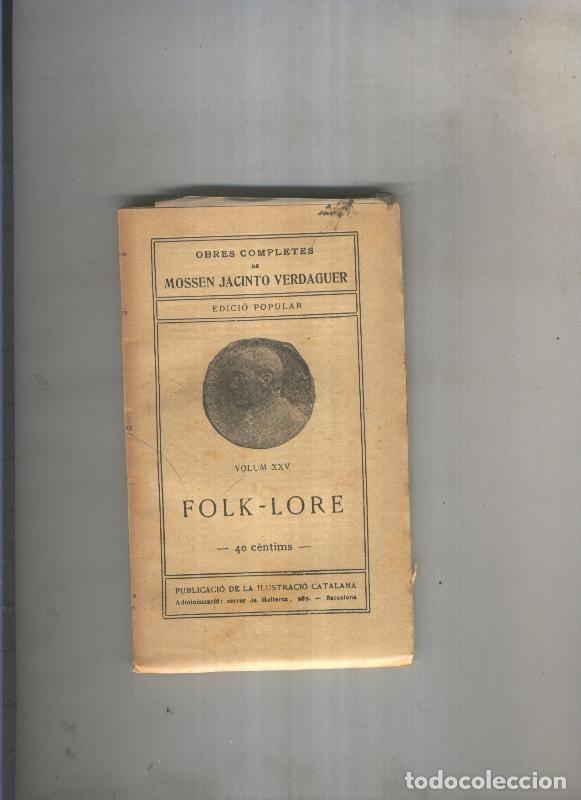 OBRES COMPLETES
DE
MOSSEN JACINTO VERDAGUER
EDICIÓ POPULAR
VOLUM XXV
FOLK-LORE
— 40 cèntims —
PUBLICACIÓ DE LA ILUSTRACIÓ CATALANA
Administració: carrer de Mallorca, 287. — Barcelona
todocoleccion